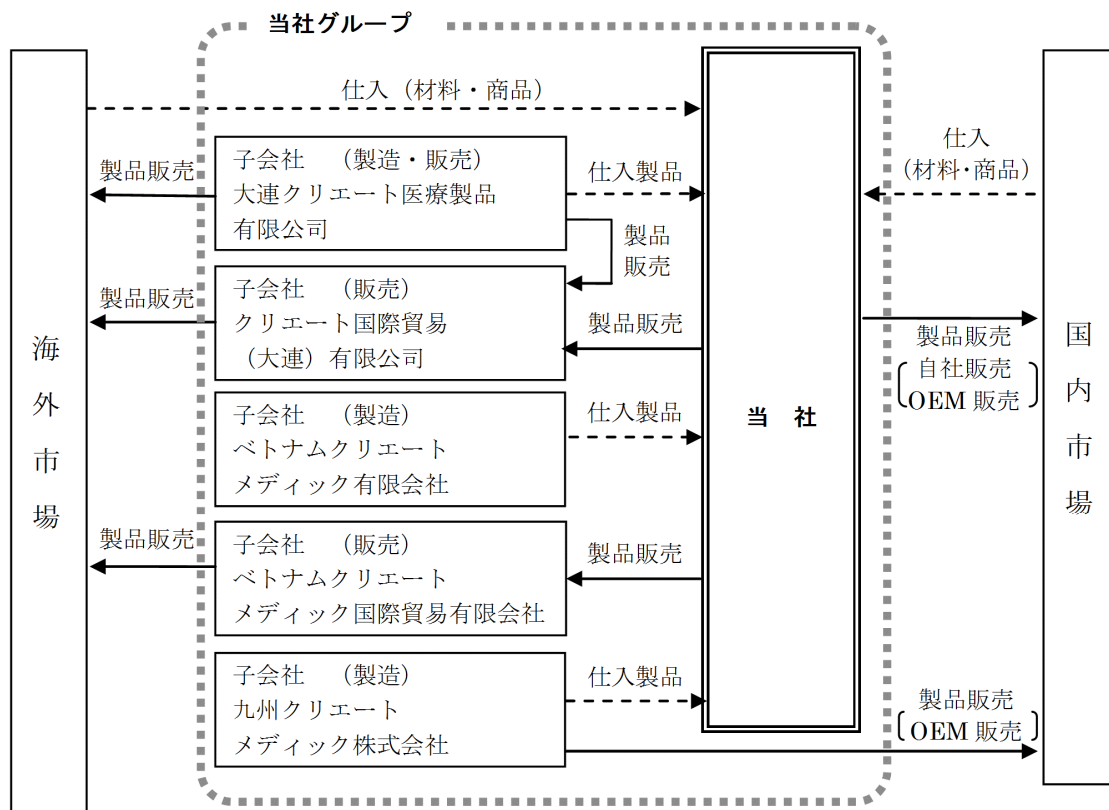 当社グループ
海外市場
仕入（材料・商品）
製品販売
子会社　（製造・販売）
大連クリエート医療製品
有限公司
仕入製品
製品
販売
製品販売
子会社　（販売）
クリエート国際貿易
（大連）有限公司
製品販売
子会社　（製造）
ベトナムクリエート
メディック有限会社
仕入製品
製品販売
子会社　（販売）
ベトナムクリエート
メディック国際貿易有限会社
製品販売
子会社　（製造）
九州クリエート
メディック株式会社
仕入製品
当　社
仕入
（材料・商品）
製品販売
自社販売
OEM 販売
製品販売
OEM 販売
国内市場